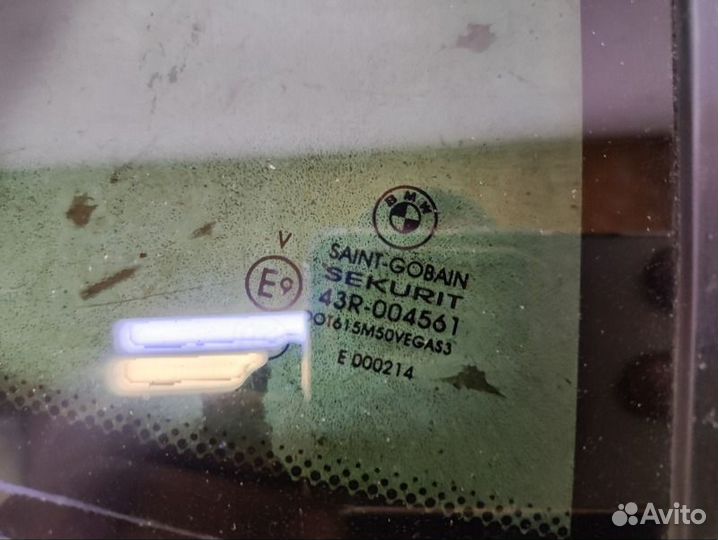 BMW
V
SAINT-GOBAIN
E9
SEKURIT
43R-004561
DOT615M50VEGAS3
E 000214
Avito